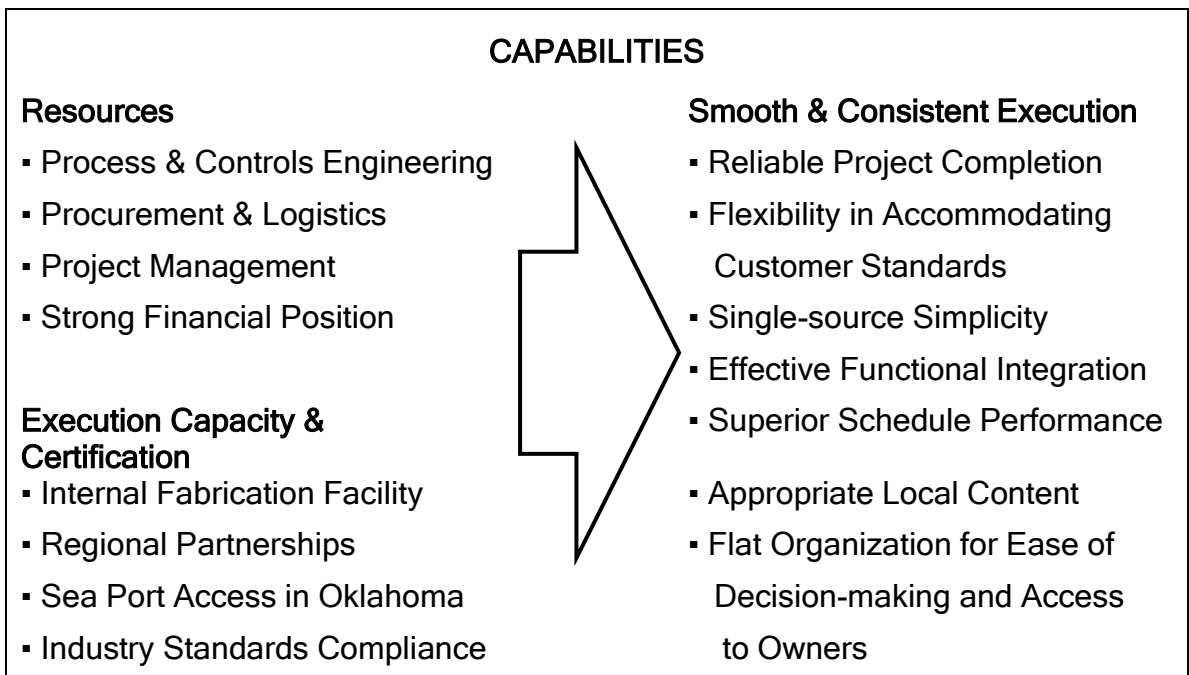 CAPABILITIES
Resources
▪ Process & Controls Engineering
▪ Procurement & Logistics
▪ Project Management
▪ Strong Financial Position
Execution Capacity &
Certification
▪ Internal Fabrication Facility
▪ Regional Partnerships
▪ Sea Port Access in Oklahoma
▪ Industry Standards Compliance
Smooth & Consistent Execution
▪ Reliable Project Completion
▪ Flexibility in Accommodating
Customer Standards
▪ Single-source Simplicity
▪ Effective Functional Integration
▪ Superior Schedule Performance
▪ Appropriate Local Content
▪ Flat Organization for Ease of
Decision-making and Access
to Owners